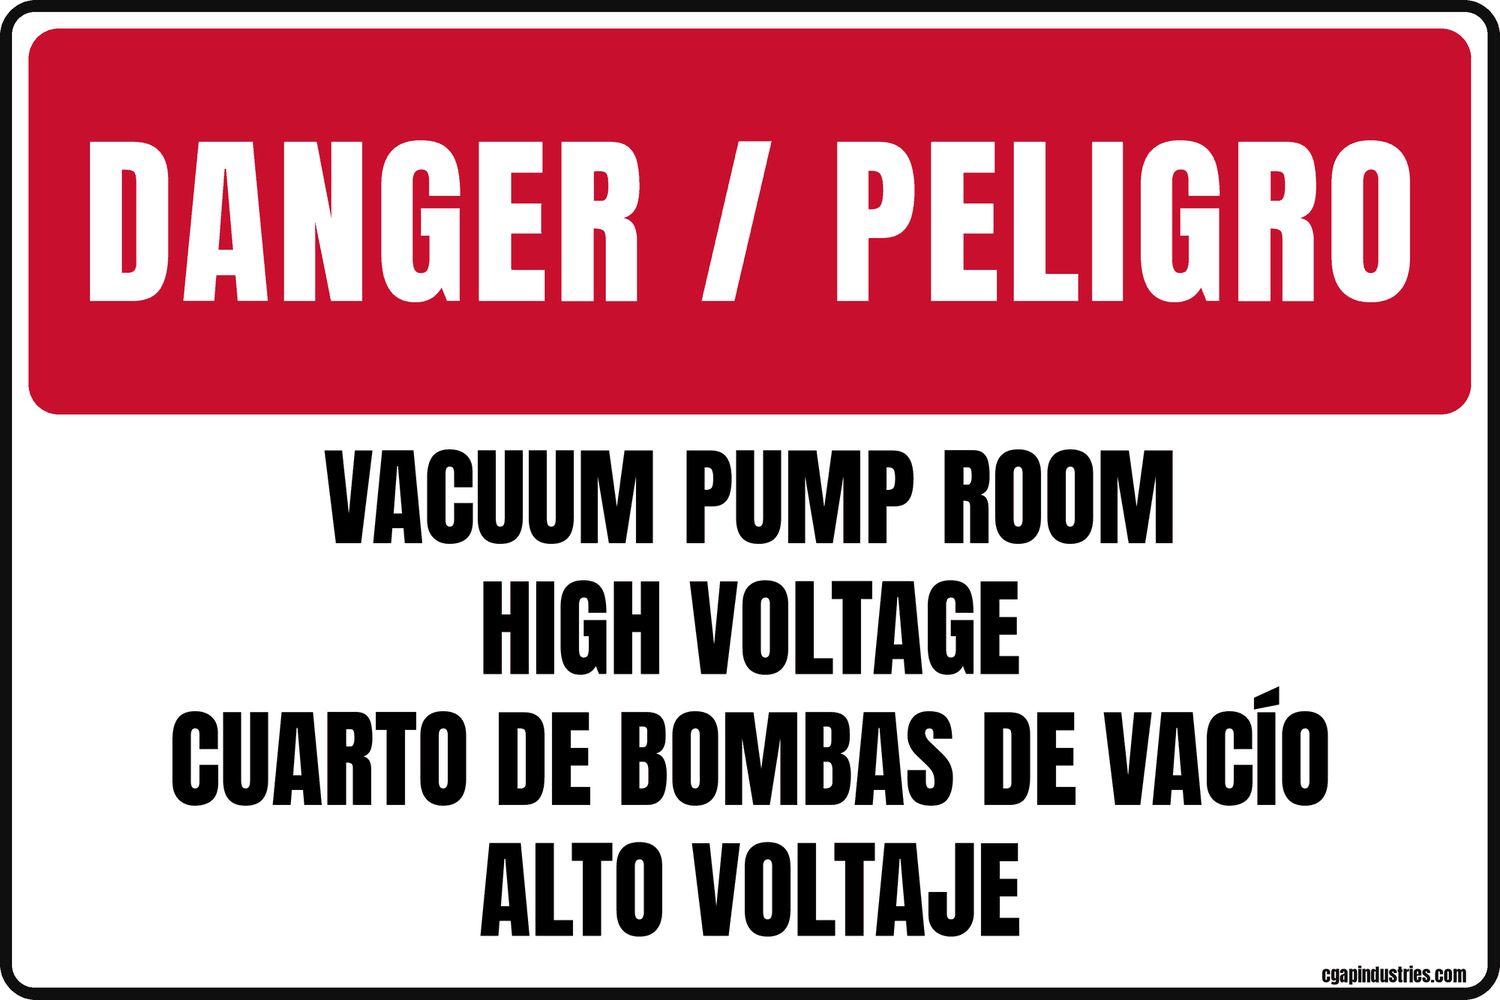 DANGER / PELIGRO
VACUUM PUMP ROOM
HIGH VOLTAGE
CUARTO DE BOMBAS DE VACÍO
ALTO VOLTAJE
cgapindustries.com